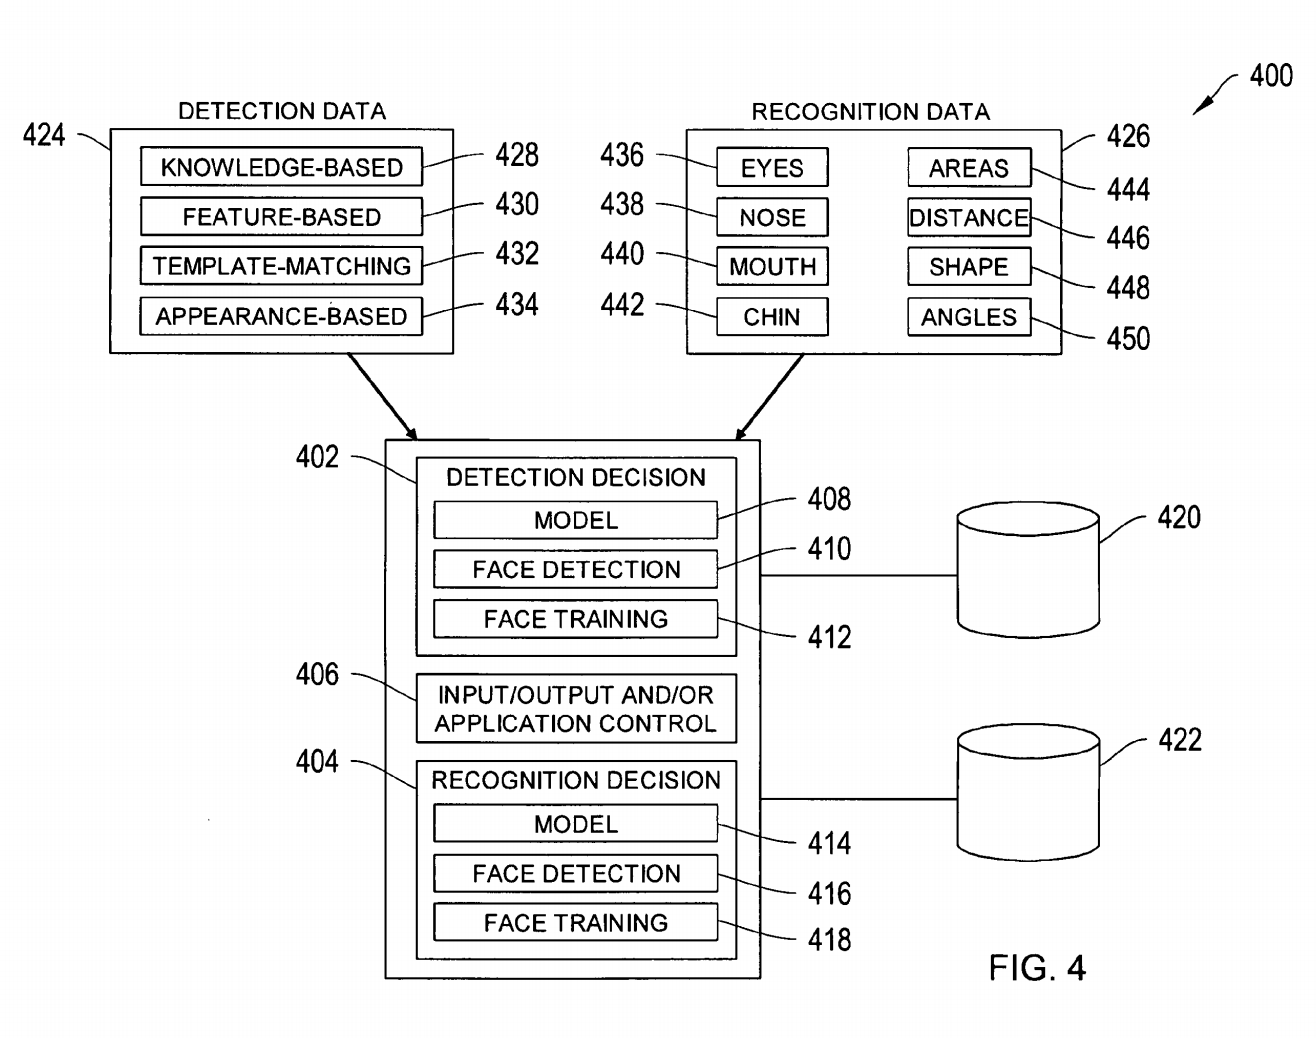 400
DETECTION DATA
424
KNOWLEDGE-BASED
428
FEATURE-BASED
430
TEMPLATE-MATCHING
432
APPEARANCE-BASED
434
RECOGNITION DATA
426
436
EYES
438
NOSE
440
MOUTH
442
CHIN
AREAS
444
DISTANCE
446
SHAPE
448
ANGLES
450
402
DETECTION DECISION
MODEL
408
FACE DETECTION
410
FACE TRAINING
412
406
INPUT/OUTPUT AND/OR
APPLICATION CONTROL
404
RECOGNITION DECISION
MODEL
414
FACE DETECTION
416
FACE TRAINING
418
420
422
FIG. 4